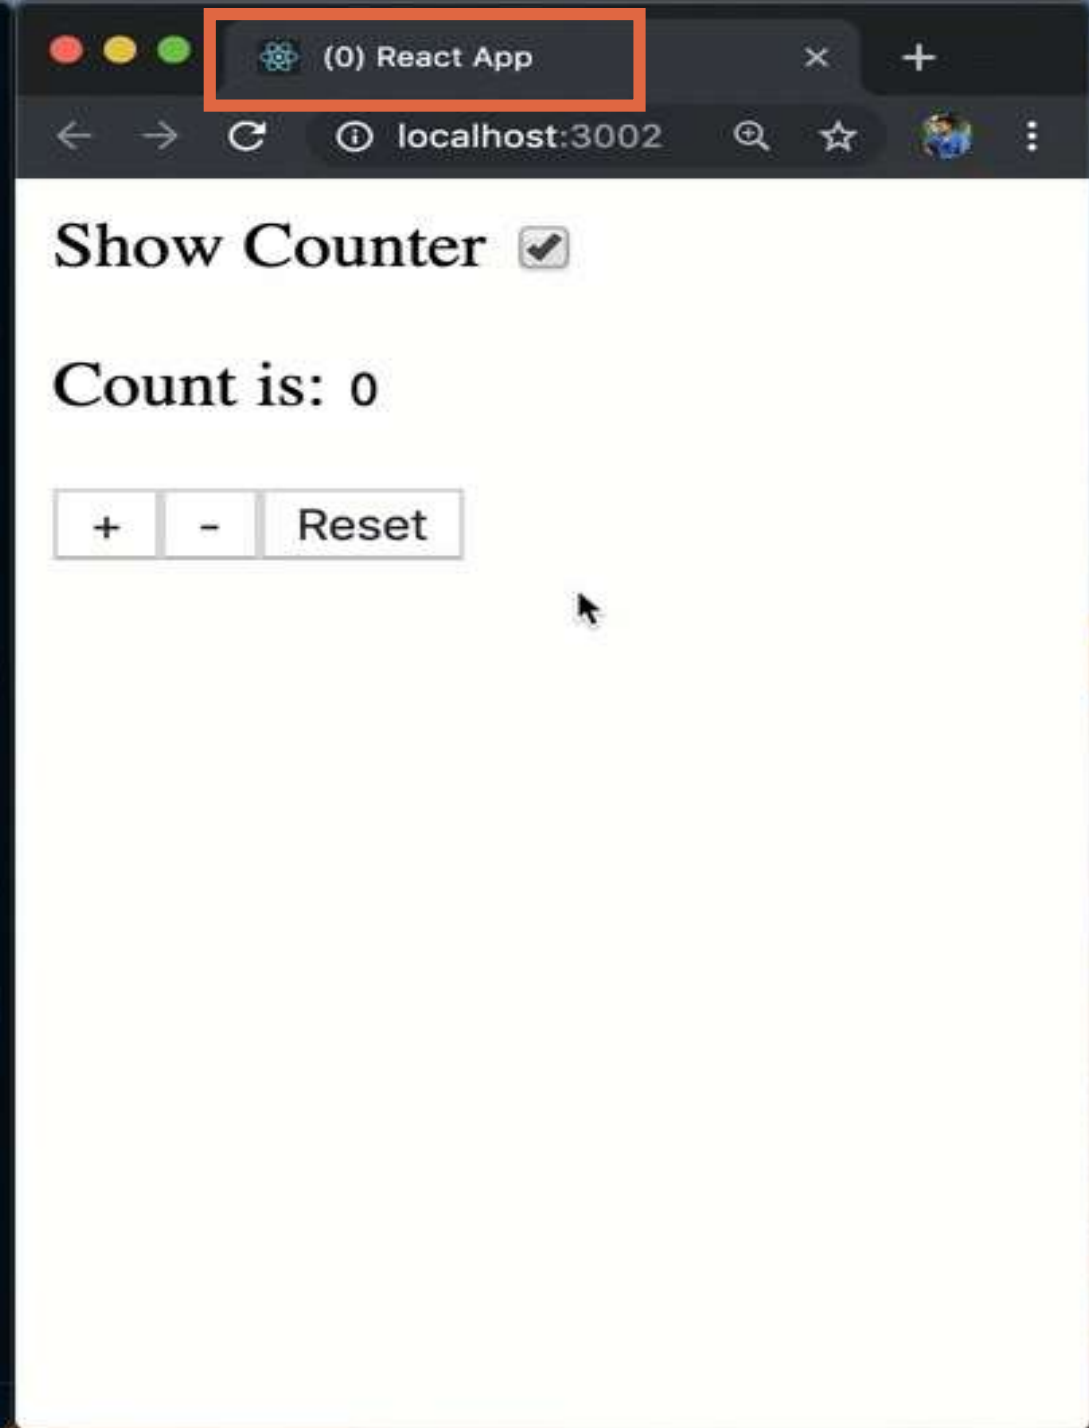 (0) React App
localhost:3002
Show Counter
Count is: 0
+ - Reset